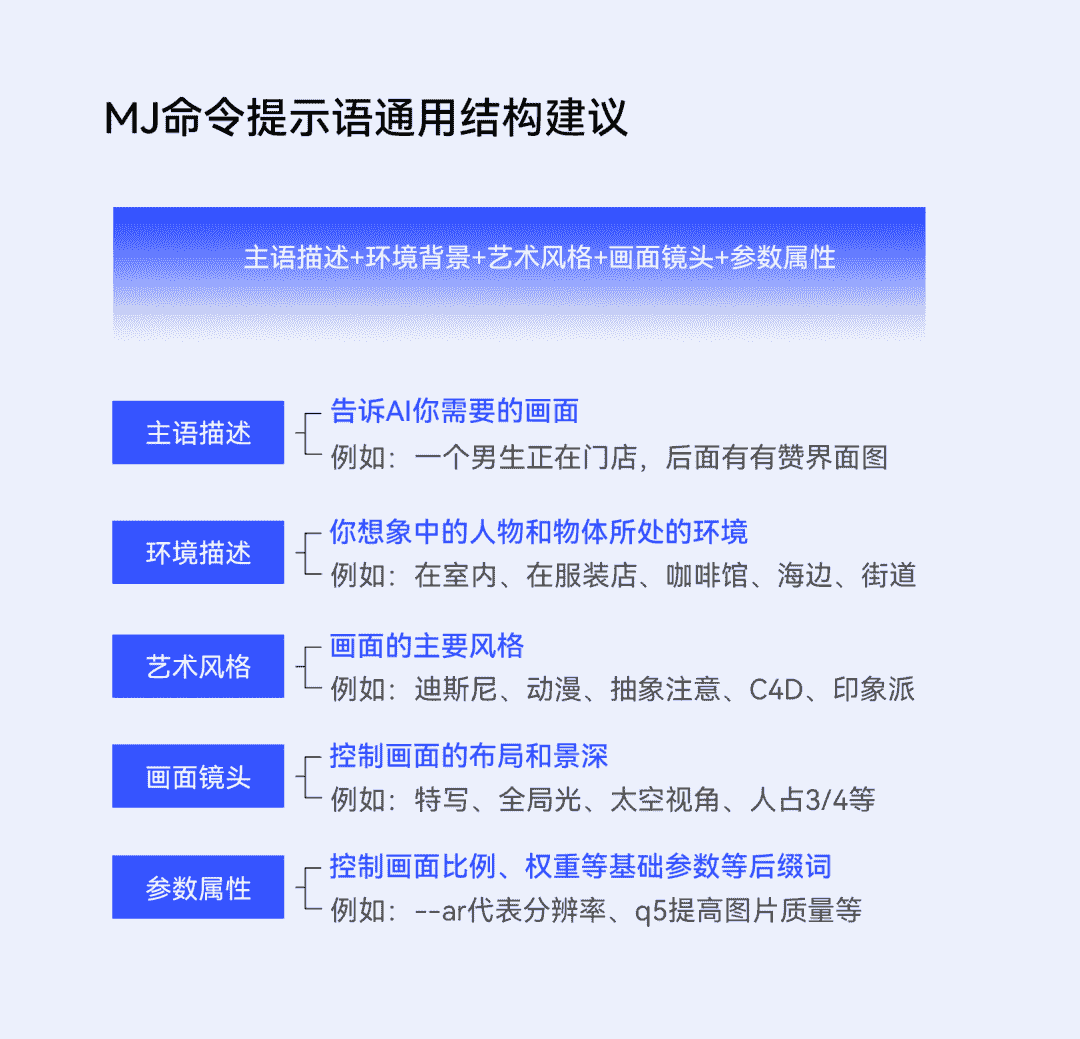 MJ命令提示语通用结构建议
主语描述+环境背景+艺术风格+画面镜头+参数属性
主语描述
告诉AI你需要的画面
例如：一个男生正在门店，后面有有赞界面图
环境描述
你想象中的人物和物体所处的环境
例如：在室内、在服装店、咖啡馆、海边、街道
艺术风格
画面的主要风格
例如：迪斯尼、动漫、抽象注意、C4D、印象派
画面镜头
控制画面的布局和景深
例如：特写、全局光、太空视角、人占3/4等
参数属性
控制画面比例、权重等基础参数等后缀词
例如：--ar代表分辨率、q5提高图片质量等